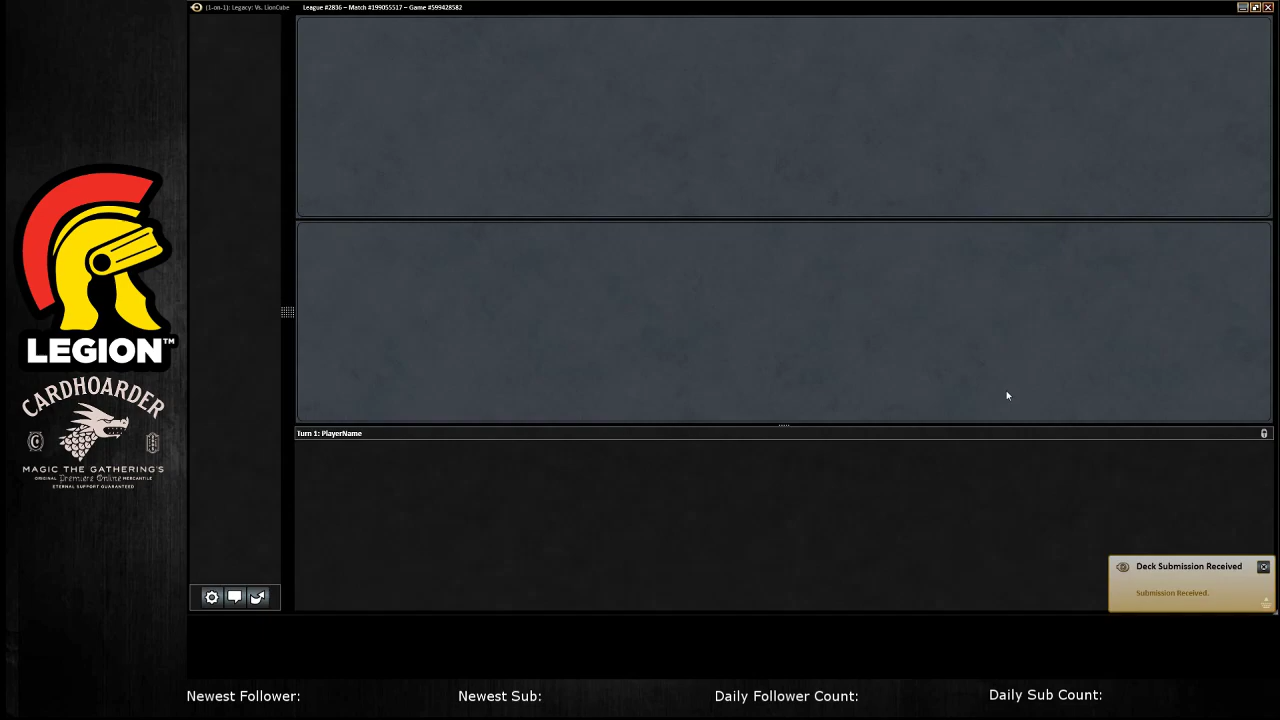 (1-on-1): Legacy: Vs. LionCube
League #2836 – Match #199055517 – Game #599428582
LEGION™
CARDHOARDER
MAGIC THE GATHERING'S
ORIGINAL Premiere Online MERCANTILE
ETERNAL SUPPORT GUARANTEED
Turn 1: PlayerName
Deck Submission Received
Submission Received.
Newest Follower:
Newest Sub:
Daily Follower Count:
Daily Sub Count: